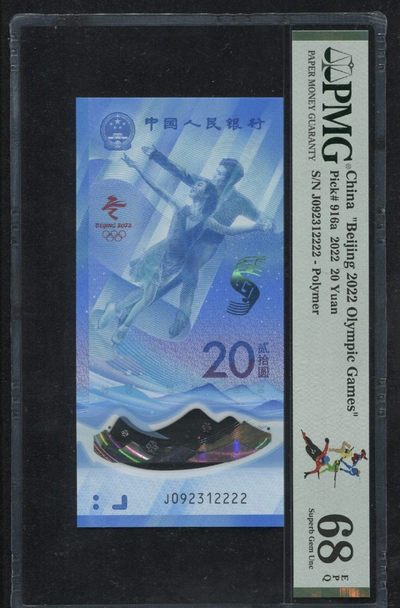 中国人民银行
BEIJING 2022
20 贰拾圆
J092312222
PMG
PAPER MONEY GUARANTY
China "Beijing 2022 Olympic Games"
Pick# 916a 2022 20 Yuan
S/N J092312222 - Polymer
68 EPQ
Superb Gem Unc